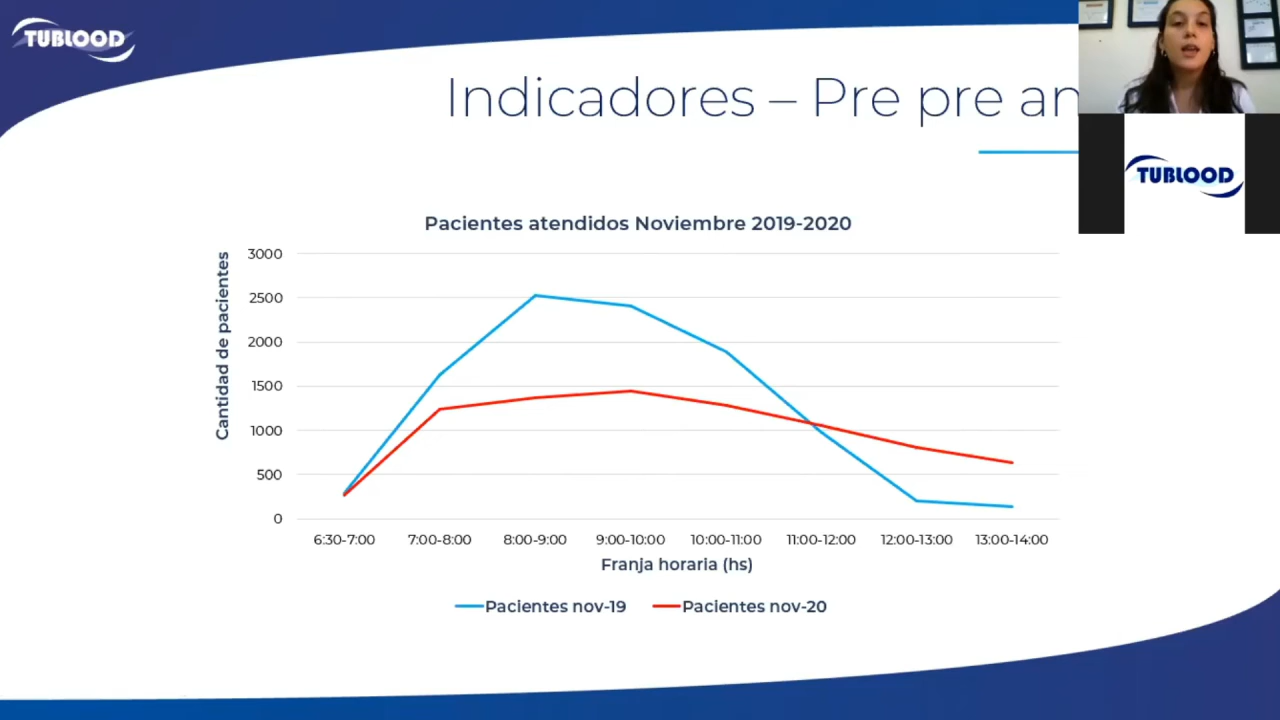 TUBLOOD
Indicadores – Pre pre an
TUBLOOD
Pacientes atendidos Noviembre 2019-2020
Cantidad de pacientes
3000
2500
2000
1500
1000
500
0
6:30-7:00 7:00-8:00 8:00-9:00 9:00-10:00 10:00-11:00 11:00-12:00 12:00-13:00 13:00-14:00
Franja horaria (hs)
Pacientes nov-19 Pacientes nov-20